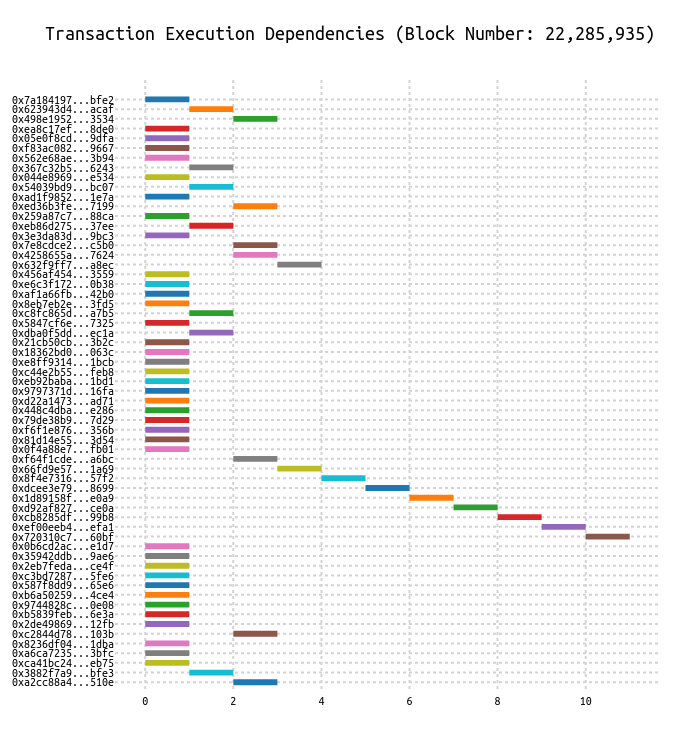 Transaction Execution Dependencies (Block Number: 22,285,935)
0x7a184197...bfe2
0x623943d4...acaf
0x498e1952...3534
0xea8c17ef...8de0
0x05e0f8cd...9dfa
0xf83ac082...9667
0x562e68ae...3b94
0x367c32b5...6243
0x044e8969...e534
0x54039bd9...bc07
0xad1f9852...1e7a
0xed36b3fe...7199
0x259a87c7...88ca
0xeb86d275...37ee
0x3e3da83d...9bc3
0x7e8cdce2...c5b0
0x4258655a...7624
0x632f9ff7...a8ec
0x456af454...3559
0xe6c3f172...0b38
0xaf1a66fb...42b0
0x8eb7eb2e...3fd5
0xc8fc865d...a7b5
0x5847cf6e...7325
0xdba0f5dd...ec1a
0x21cb50cb...3b2c
0x18362bd0...063c
0xe8ff9314...1bcb
0xc44e2b55...feb8
0xeb92baba...1bd1
0x9797371d...16fa
0xd22a1473...ad71
0x448c4dba...e286
0x79de38b9...7d29
0xf6f1e876...356b
0x81d14e55...3d54
0x0f4a88e7...fb01
0xf64f1cde...a6bc
0x66fd9e57...1a69
0x8f4e7316...57f2
0xdcee3e79...8699
0x1d89158f...e0a9
0xd92af827...ce0a
0xcb8285df...99b8
0xef00eeb4...efa1
0x720310c7...60bf
0x0b6cd2ac...e1d7
0x35942ddb...9ae6
0x2eb7feda...ce4f
0xc3bd7287...5fe6
0x587f8dd9...65e6
0xb6a50259...4ce4
0x9744828c...0e08
0xb5839feb...6e3a
0x2de49869...12fb
0xc2844d78...103b
0x8236df04...1dba
0xa6ca7235...3bfc
0xca41bc24...eb75
0x3882f7a9...bfe3
0xa2cc88a4...510e
0 2 4 6 8 10